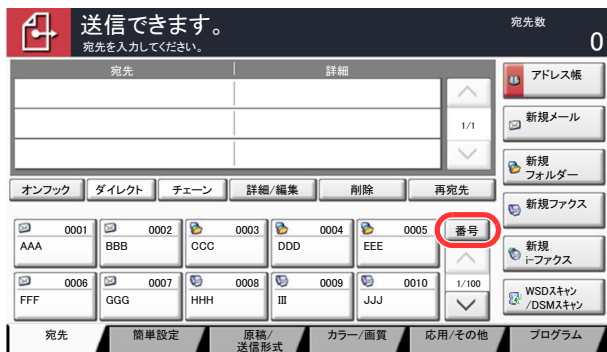 送信できます。
宛先を入力してください。
宛先数
0
宛先 詳細
1/1
アドレス帳
新規メール
新規
フォルダー
新規ファクス
新規
i-ファクス
WSDスキャン
/DSMスキャン
オンフック ダイレクト チェーン 詳細/編集 削除 再宛先
0001 0002 0003 0004 0005 番号
AAA BBB CCC DDD EEE
0006 0007 0008 0009 0010 1/100
FFF GGG HHH III JJJ
宛先 簡単設定 原稿/
送信形式 カラー/画質 応用/その他 プログラム